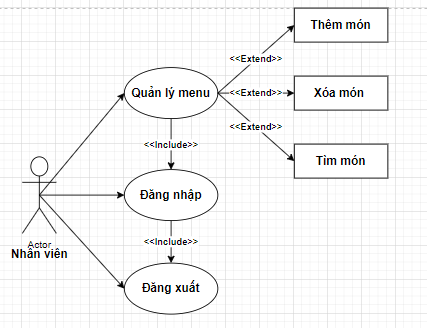 Thêm món
<<Extend>>
Quản lý menu
<<Extend>>
Xóa món
<<Extend>>
<<Include>>
Tìm món
Đăng nhập
Actor
Nhân viên
<<Include>>
Đăng xuất